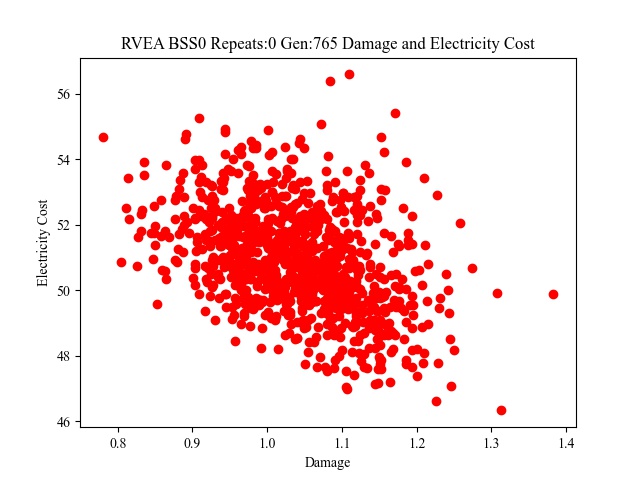 RVEA BSS0 Repeats:0 Gen:765 Damage and Electricity Cost
56
54
52
50
48
46
Electricity Cost
0.8 0.9 1.0 1.1 1.2 1.3 1.4
Damage